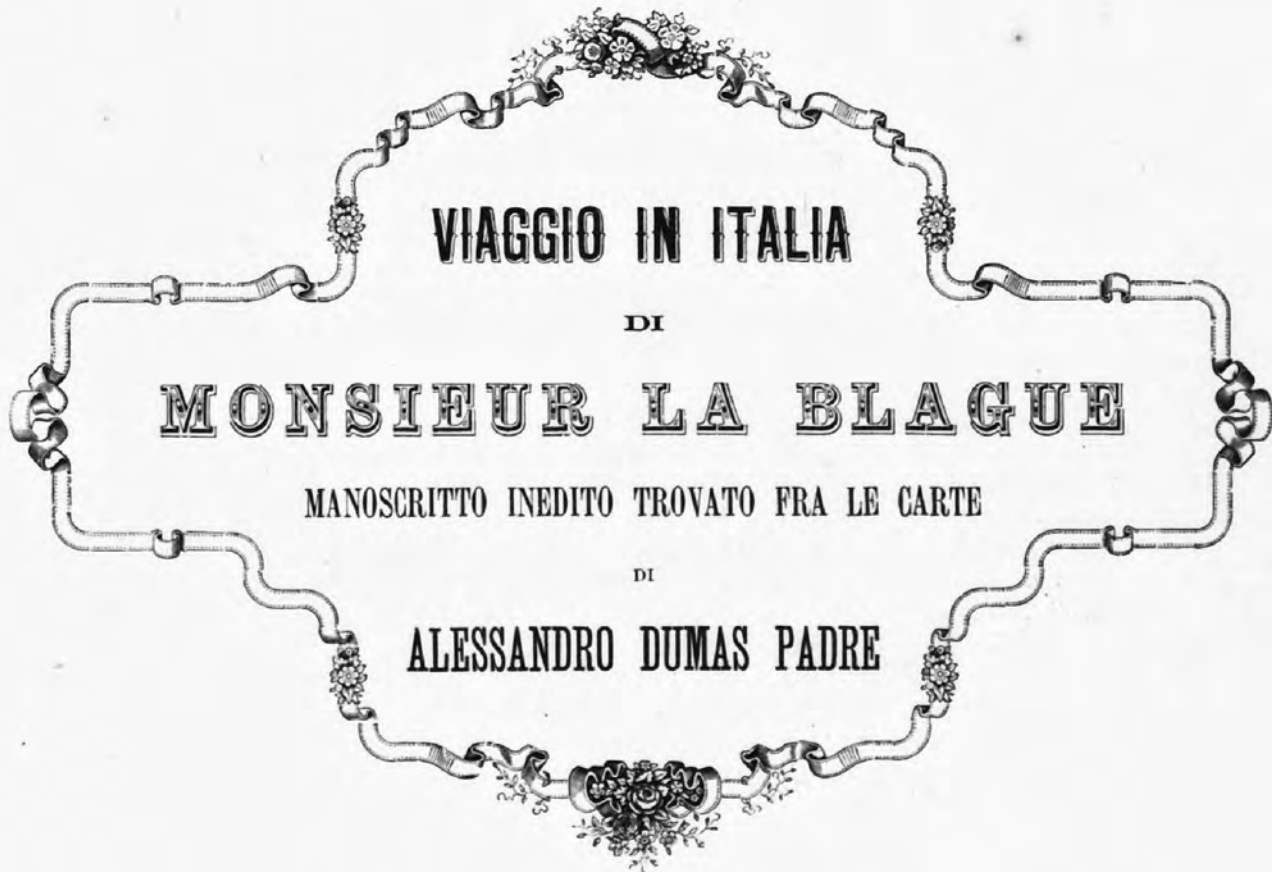 VIAGGIO IN ITALIA
DI
MONSIEUR LA BLAGUE
MANOSCRITTO INEDITO TROVATO FRA LE CARTE
DI
ALESSANDRO DUMAS PADRE